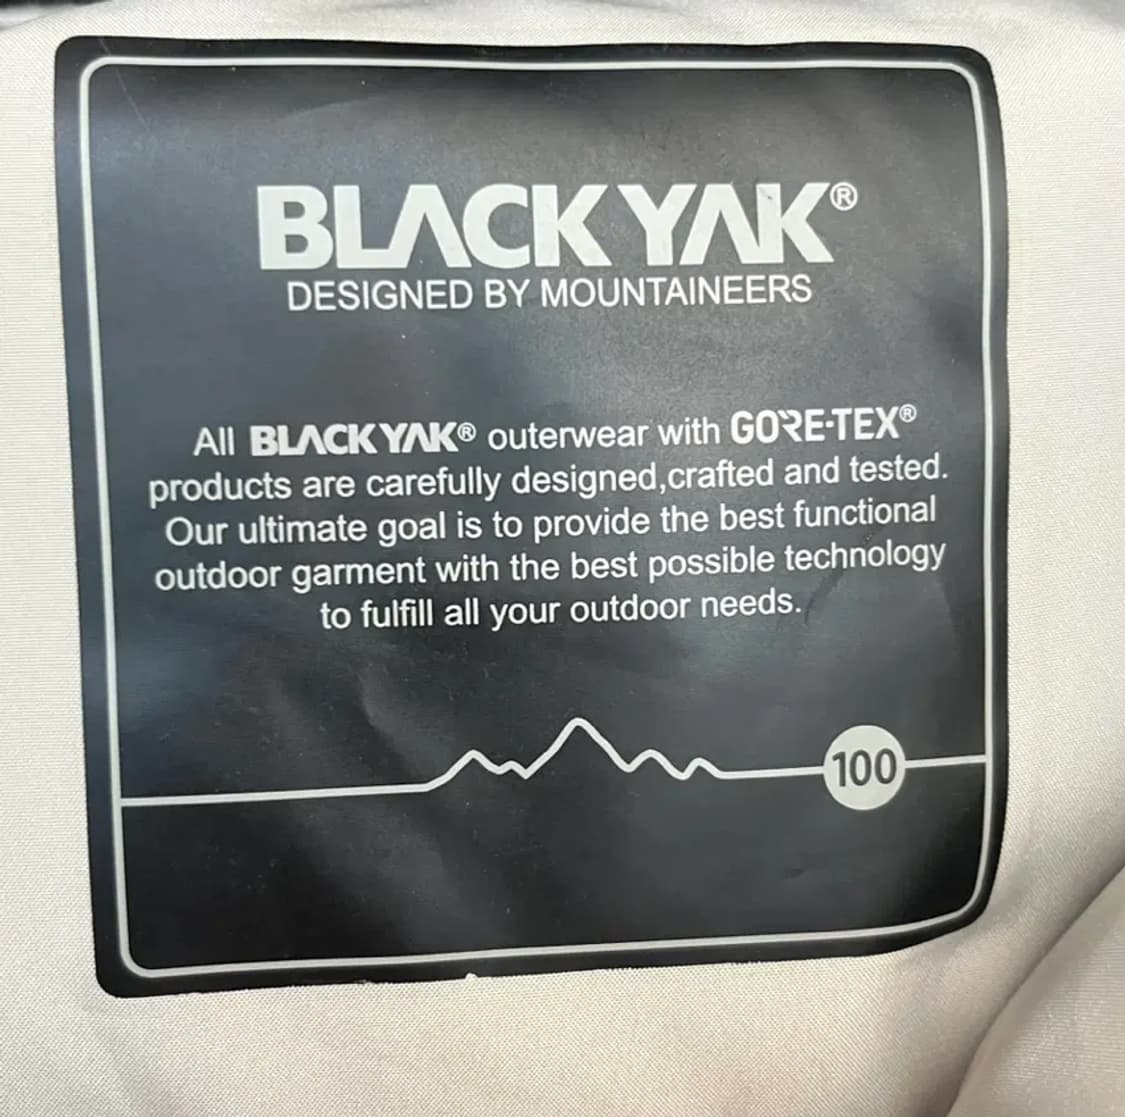 BLACKYAK®
DESIGNED BY MOUNTAINEERS
All BLACKYAK® outerwear with GORE-TEX®
products are carefully designed,crafted and tested.
Our ultimate goal is to provide the best functional
outdoor garment with the best possible technology
to fulfill all your outdoor needs.
100